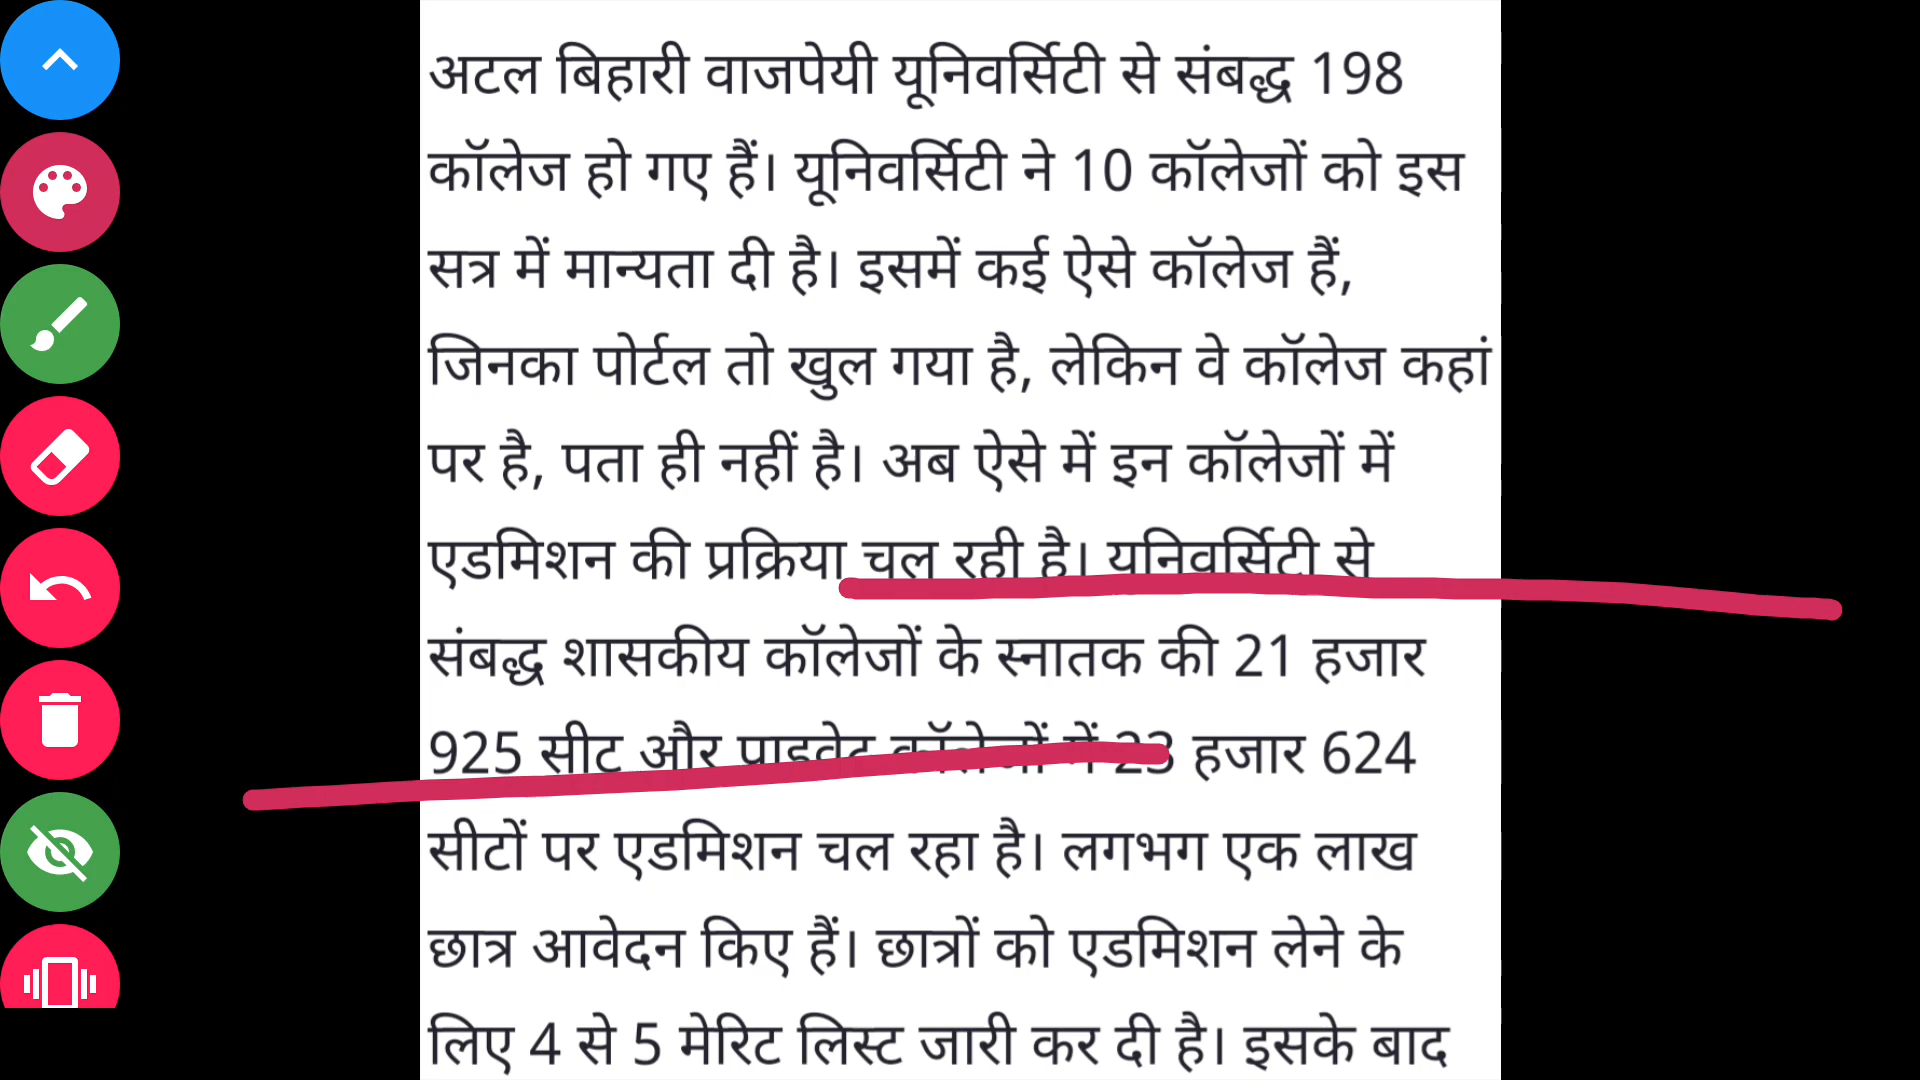 अटल बिहारी वाजपेयी यूनिवर्सिटी से संबद्ध 198
कॉलेज हो गए हैं। यूनिवर्सिटी ने 10 कॉलेजों को इस
सत्र में मान्यता दी है। इसमें कई ऐसे कॉलेज हैं,
जिनका पोर्टल तो खुल गया है, लेकिन वे कॉलेज कहां
पर है, पता ही नहीं है। अब ऐसे में इन कॉलेजों में
एडमिशन की प्रक्रिया चल रही है। यूनिवर्सिटी से
संबद्ध शासकीय कॉलेजों के स्नातक की 21 हजार
925 सीट और प्राइवेट कॉलेजों में 23 हजार 624
सीटों पर एडमिशन चल रहा है। लगभग एक लाख
छात्र आवेदन किए हैं। छात्रों को एडमिशन लेने के
लिए 4 से 5 मेरिट लिस्ट जारी कर दी है। इसके बाद